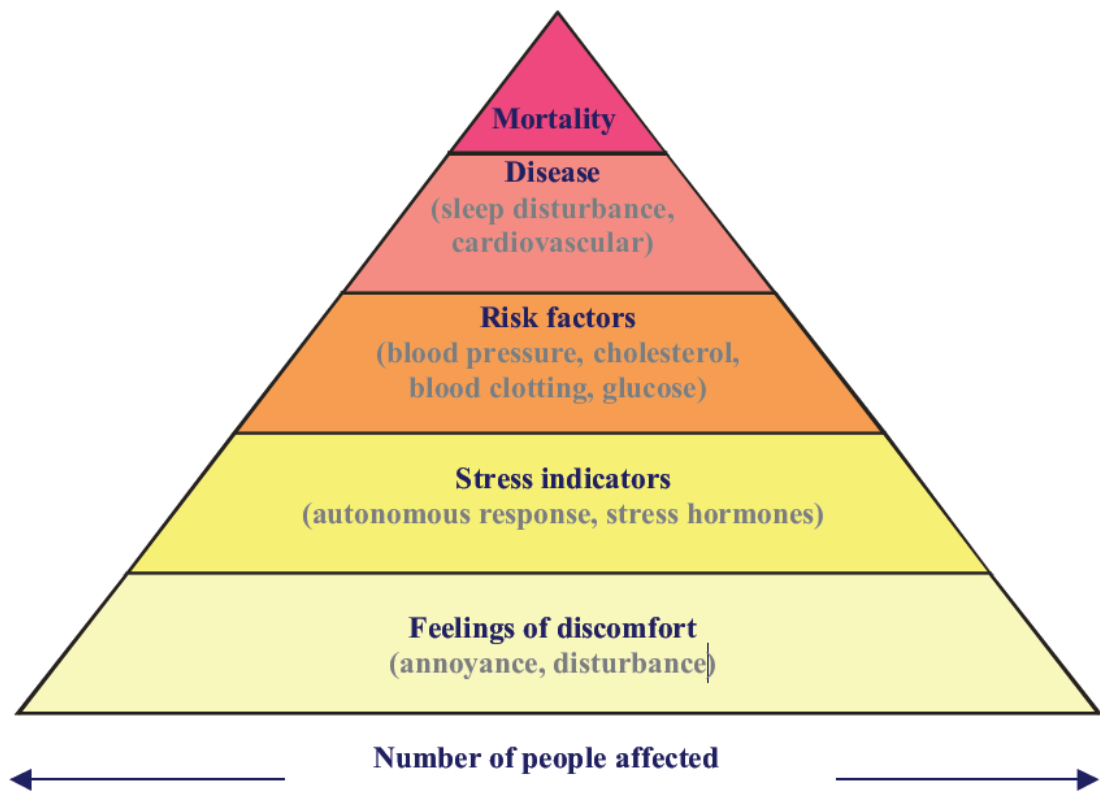 Mortality
Disease
(sleep disturbance,
cardiovascular)
Risk factors
(blood pressure, cholesterol,
blood clotting, glucose)
Stress indicators
(autonomous response, stress hormones)
Feelings of discomfort
(annoyance, disturbance)
Number of people affected